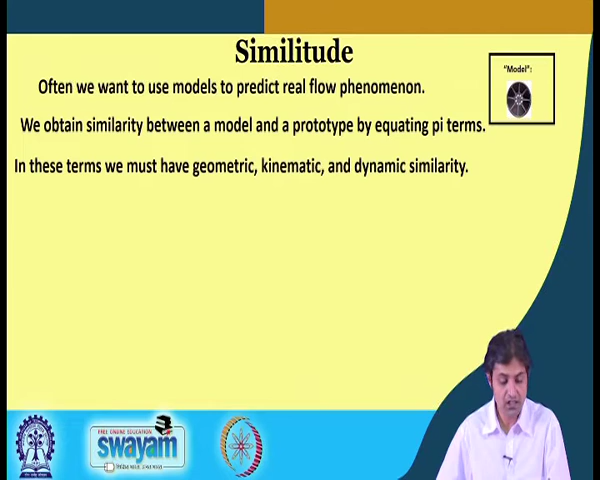 Similitude
Often we want to use models to predict real flow phenomenon.
"Model":
We obtain similarity between a model and a prototype by equating pi terms.
In these terms we must have geometric, kinematic, and dynamic similarity.
FREE ONLINE EDUCATION
swayam